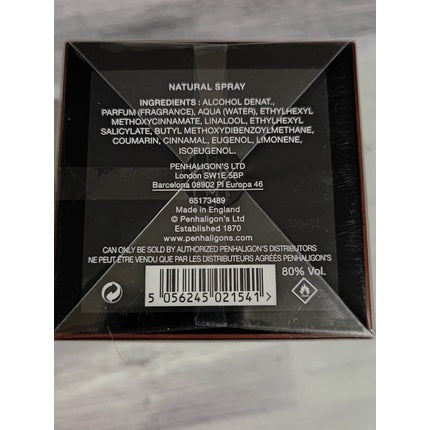 NATURAL SPRAY
INGREDIENTS : ALCOHOL DENAT.,
PARFUM (FRAGRANCE), AQUA (WATER), ETHYLHEXYL
METHOXYCINNAMATE, LINALOOL, ETHYLHEXYL
SALICYLATE, BUTYL METHOXYDIBENZOYLMETHANE,
COUMARIN, CINNAMAL, EUGENOL, LIMONENE,
ISOEUGENOL.
PENHALIGON'S LTD
London SW1E 5BP
Barcelona 08902 Pl Europa 46
65173489
Made in England
© Penhaligon's Ltd
Established 1870
www.penhaligons.com
CAN ONLY BE SOLD BY AUTHORIZED PENHALIGON'S DISTRIBUTORS
NE PEUT ÊTRE VENDU QUE PAR LES DISTRIBUTEURS AGRÉÉS PENHALIGON'S
80% Vol.
5 056245 021541 >